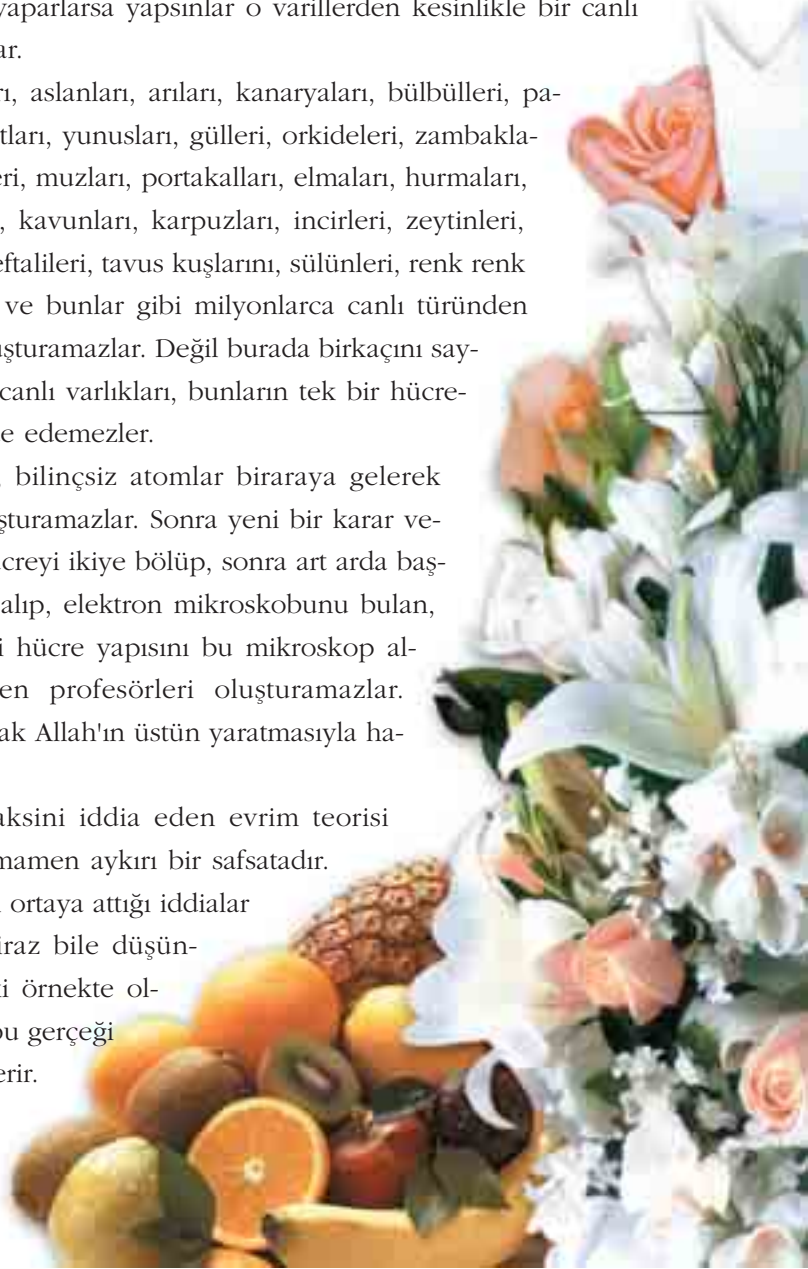 yaparlarsa yapsınlar o varillerden kesinlikle bir canlı
ar.
rı, aslanları, arıları, kanaryaları, bülbülleri, pa-
tları, yunusları, gülleri, orkideleri, zambakla-
eri, muzları, portakalları, elmaları, hurmaları,
, kavunları, karpuzları, incirleri, zeytinleri,
eftalileri, tavus kuşlarını, sülünleri, renk renk
ve bunlar gibi milyonlarca canlı türünden
uşturamazlar. Değil burada birkaçını say-
canlı varlıkları, bunların tek bir hücre-
e edemezler.
bilinçsiz atomlar biraraya gelerek
şturamazlar. Sonra yeni bir karar ve-
creyi ikiye bölüp, sonra art arda baş-
alıp, elektron mikroskobunu bulan,
i hücre yapısını bu mikroskop al-
en profesörleri oluşturamazlar.
ak Allah'ın üstün yaratmasıyla ha-
aksini iddia eden evrim teorisi
mamen aykırı bir safsatadır.
ortaya attığı iddialar
iraz bile düşün-
i örnekte ol-
bu gerçeği
erir.